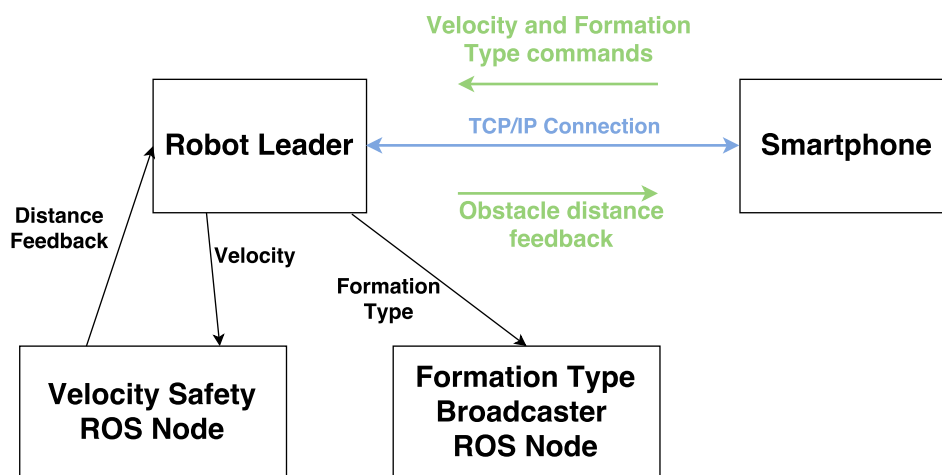 Velocity and Formation
Type commands
Robot Leader
TCP/IP Connection
Smartphone
Distance
Feedback
Obstacle distance
feedback
Velocity
Formation
Type
Velocity Safety
ROS Node
Formation Type
Broadcaster
ROS Node